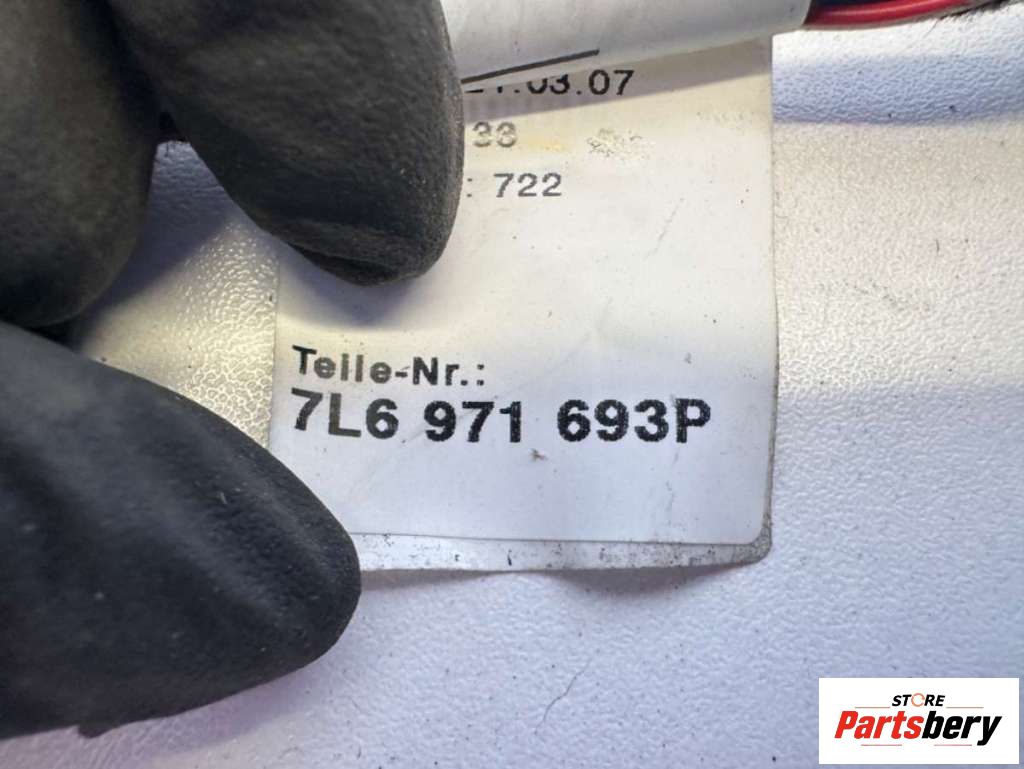 .03.07
38
: 722
Teile-Nr.:
7L6 971 693P
STORE
Partsbery